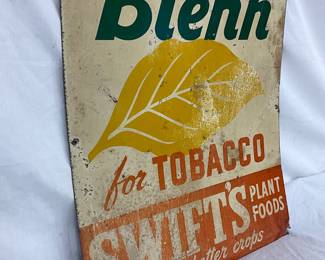 Blenn
for TOBACCO
SWIFT'S PLANT
FOODS
better crops